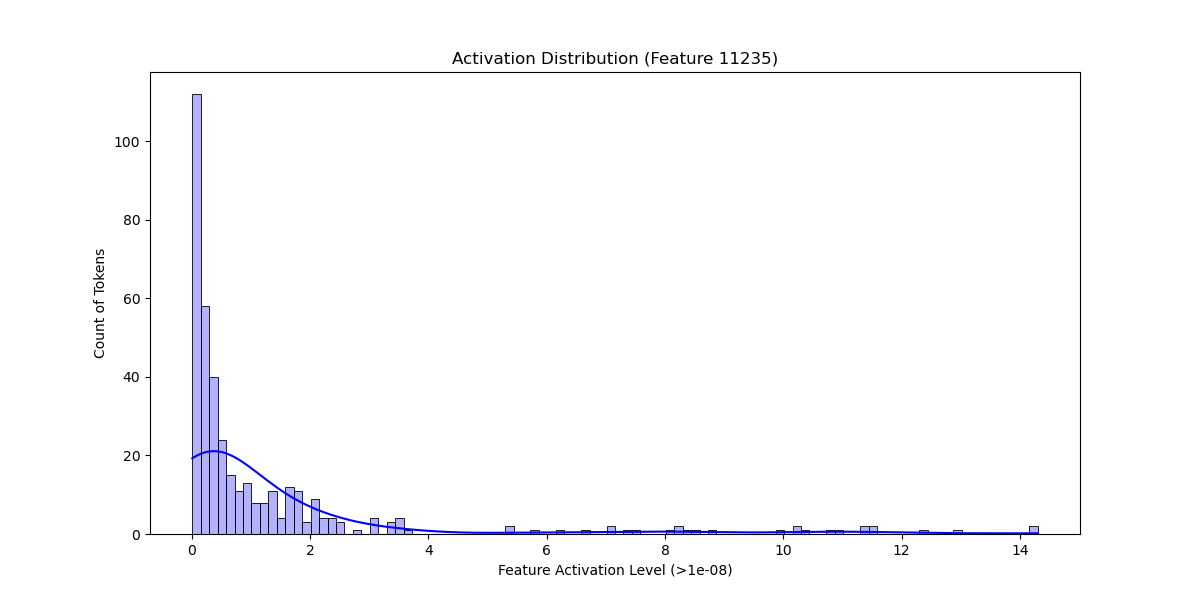 Activation Distribution (Feature 11235)
Count of Tokens
100
80
60
40
20
0
0 2 4 6 8 10 12 14
Feature Activation Level (>1e-08)